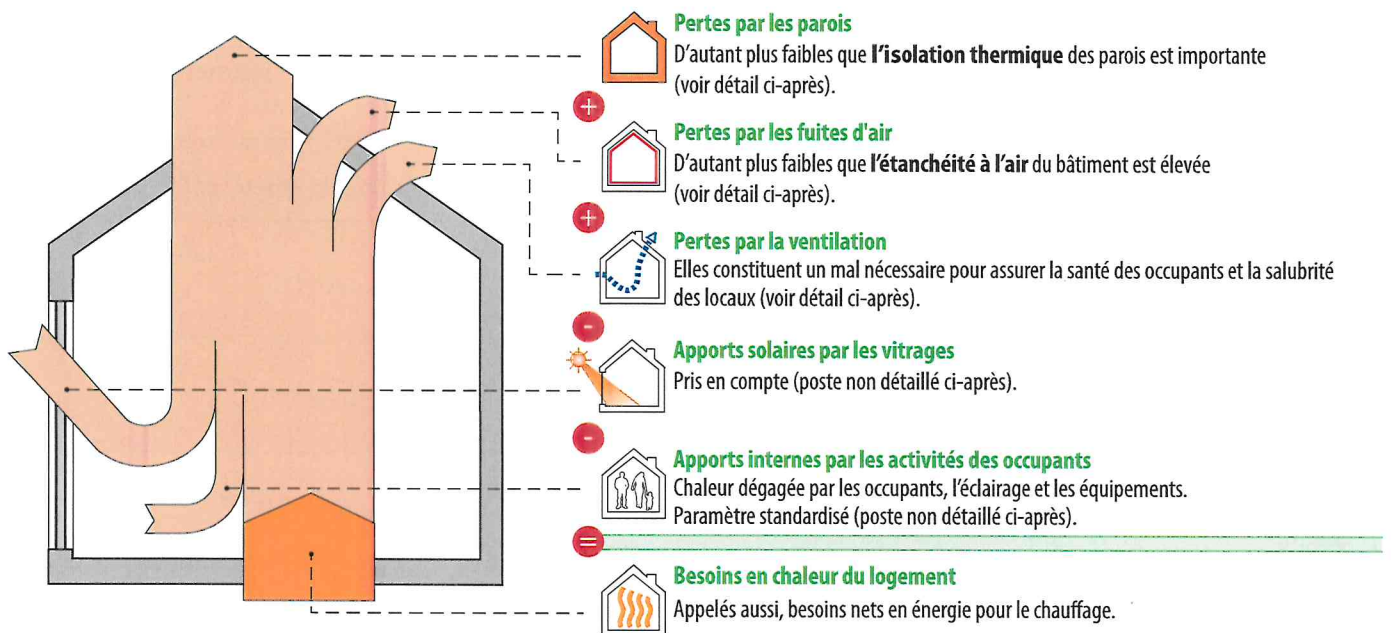 Pertes par les parois
D'autant plus faibles que l'isolation thermique des parois est importante
(voir détail ci-après).
+
Pertes par les fuites d'air
D'autant plus faibles que l'étanchéité à l'air du bâtiment est élevée
(voir détail ci-après).
+
Pertes par la ventilation
Elles constituent un mal nécessaire pour assurer la santé des occupants et la salubrité
des locaux (voir détail ci-après).
-
Apports solaires par les vitrages
Pris en compte (poste non détaillé ci-après).
-
Apports internes par les activités des occupants
Chaleur dégagée par les occupants, l'éclairage et les équipements.
Paramètre standardisé (poste non détaillé ci-après).
=
Besoins en chaleur du logement
Appelés aussi, besoins nets en énergie pour le chauffage.